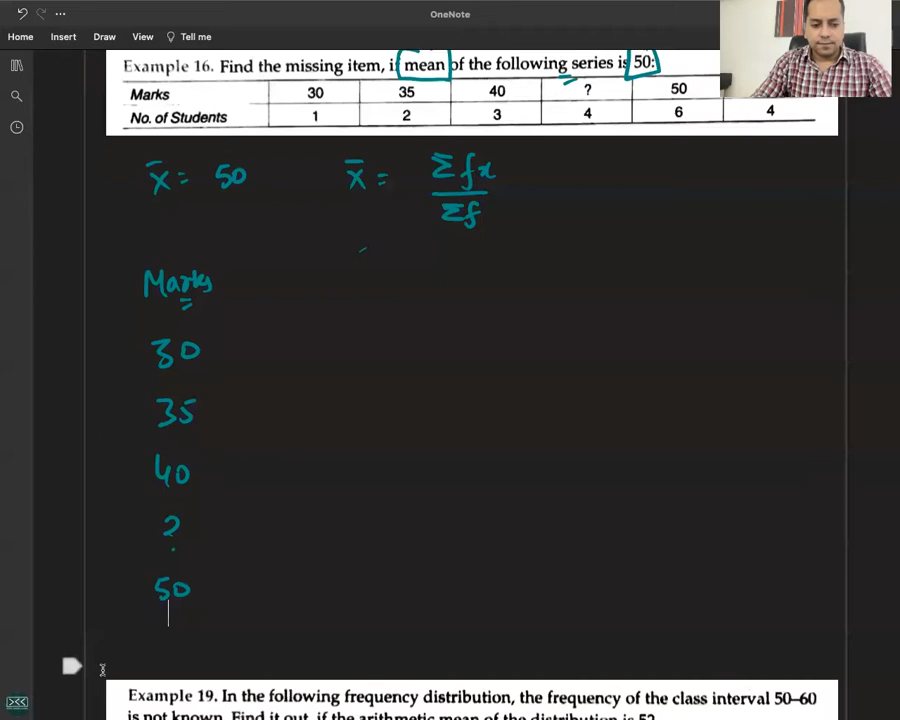 OneNote
Home Insert Draw View Tell me
Example 16. Find the missing item, if mean of the following series is 50:
Marks 30 35 40 ? 50
No. of Students 1 2 3 4 6 4
x̄ = 50 x̄ = Σfx / Σf
Marks
30
35
40
?
50
Example 19. In the following frequency distribution, the frequency of the class interval 50–60
is not known. Find it out, if the arithmetic mean of the distribution is 52